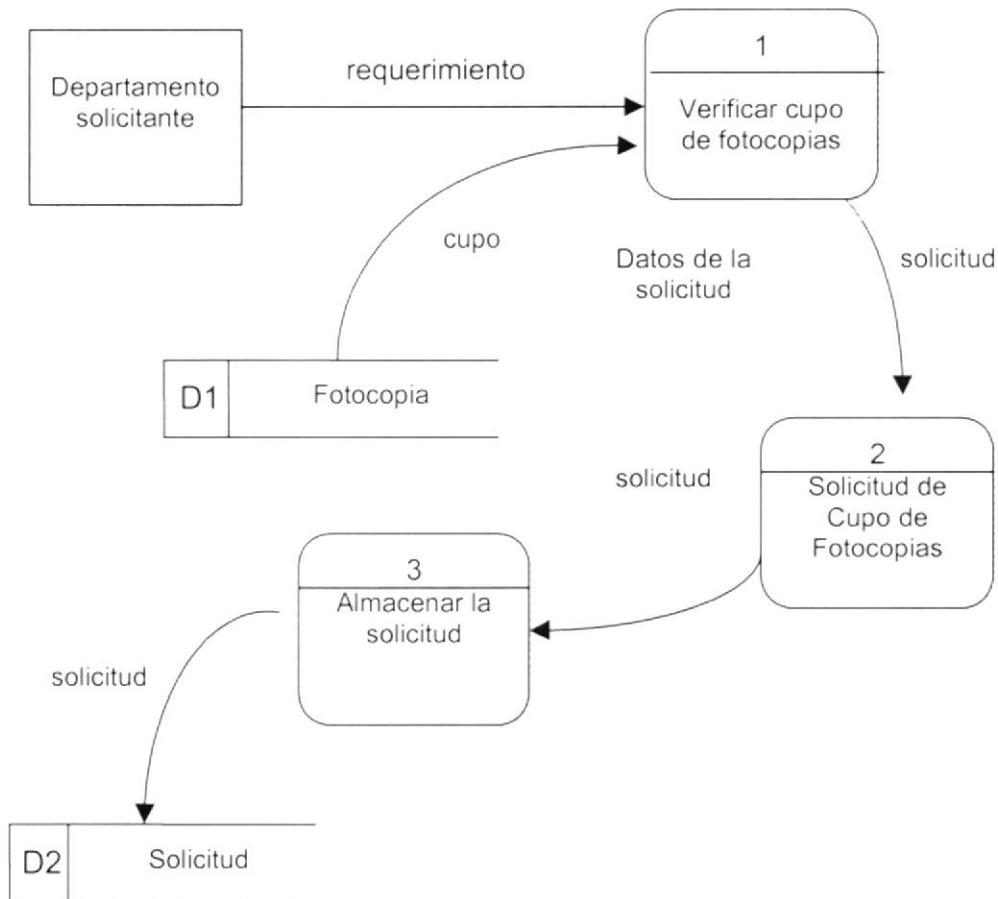 Departamento
solicitante
requerimiento
1
Verificar cupo
de fotocopias
cupo
Datos de la
solicitud
solicitud
D1
Fotocopia
2
Solicitud de
Cupo de
Fotocopias
solicitud
3
Almacenar la
solicitud
solicitud
D2
Solicitud